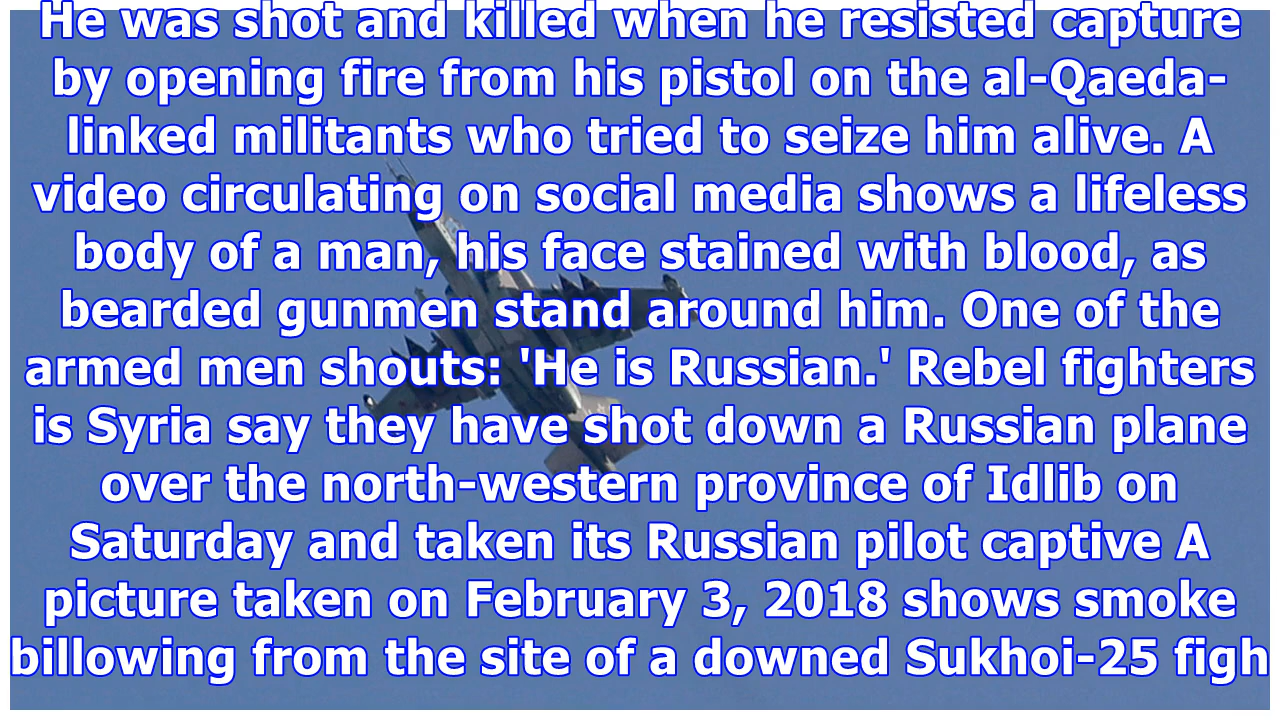 He was shot and killed when he resisted capture
by opening fire from his pistol on the al-Qaeda-
linked militants who tried to seize him alive. A
video circulating on social media shows a lifeless
body of a man, his face stained with blood, as
bearded gunmen stand around him. One of the
armed men shouts: 'He is Russian.' Rebel fighters
is Syria say they have shot down a Russian plane
over the north-western province of Idlib on
Saturday and taken its Russian pilot captive A
picture taken on February 3, 2018 shows smoke
billowing from the site of a downed Sukhoi-25 figh